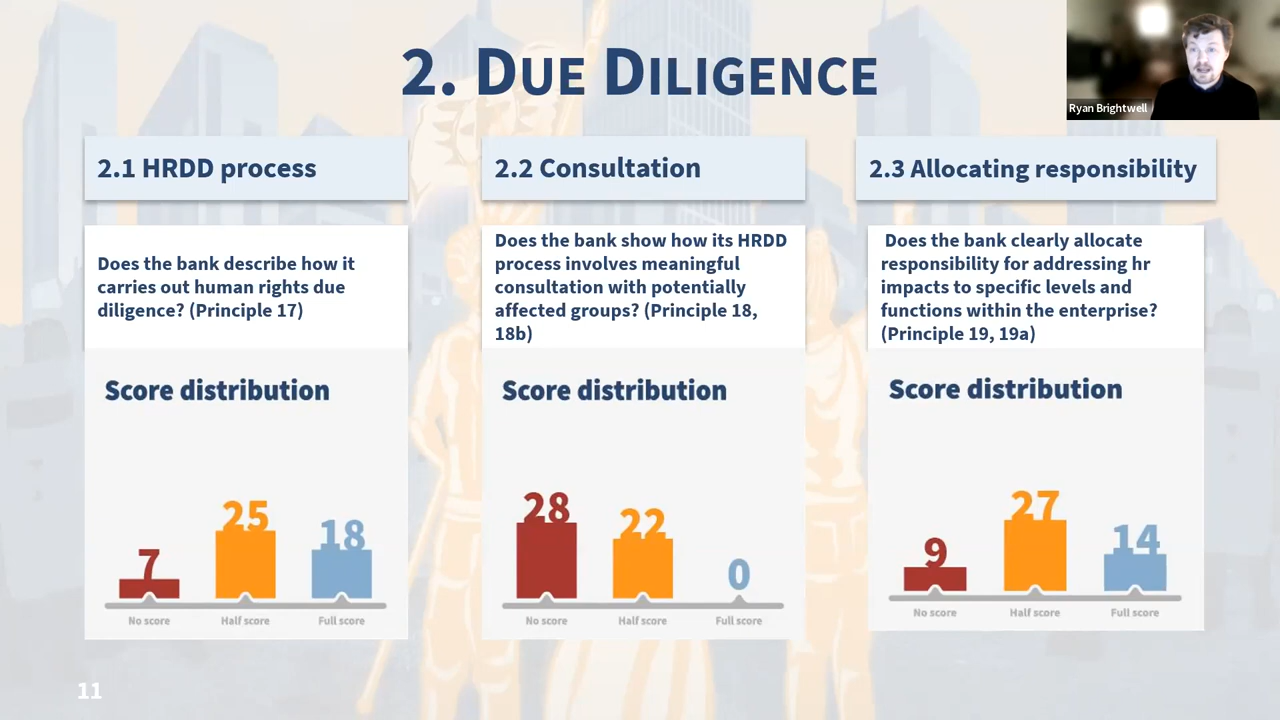 2. DUE DILIGENCE
Ryan Brightwell
2.1 HRDD process
Does the bank describe how it
carries out human rights due
diligence? (Principle 17)
Score distribution
7
25
18
No score
Half score
Full score
2.2 Consultation
Does the bank show how its HRDD
process involves meaningful
consultation with potentially
affected groups? (Principle 18,
18b)
Score distribution
28
22
0
No score
Half score
Full score
2.3 Allocating responsibility
Does the bank clearly allocate
responsibility for addressing hr
impacts to specific levels and
functions within the enterprise?
(Principle 19, 19a)
Score distribution
9
27
14
No score
Half score
Full score
11